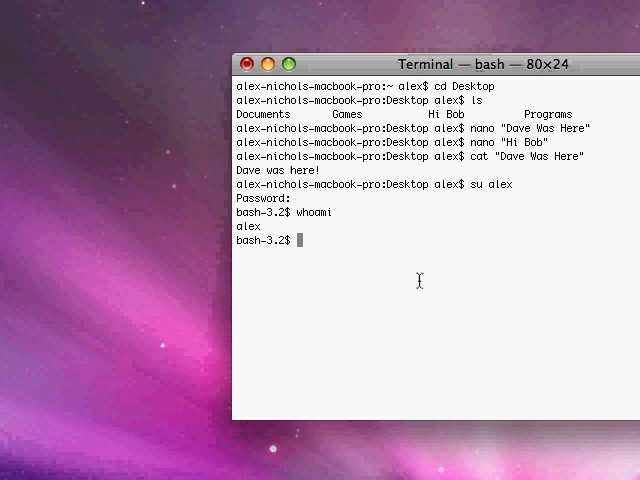 Terminal — bash — 80×24
alex-nichols-macbook-pro:~ alex$ cd Desktop
alex-nichols-macbook-pro:Desktop alex$ ls
Documents Games Hi Bob Programs
alex-nichols-macbook-pro:Desktop alex$ nano "Dave Was Here"
alex-nichols-macbook-pro:Desktop alex$ nano "Hi Bob"
alex-nichols-macbook-pro:Desktop alex$ cat "Dave Was Here"
Dave was here!
alex-nichols-macbook-pro:Desktop alex$ su alex
Password:
bash-3.2$ whoami
alex
bash-3.2$